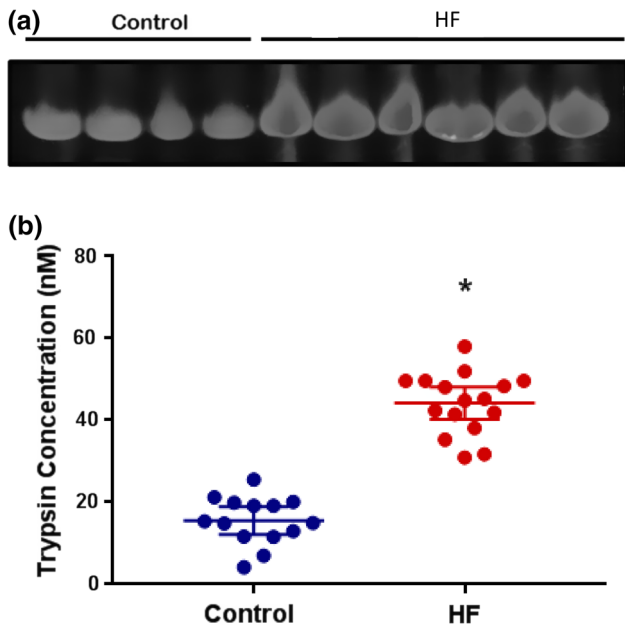 (a)
Control HF
(b)
Trypsin Concentration (nM)
80
60
40
20
0
*
Control HF